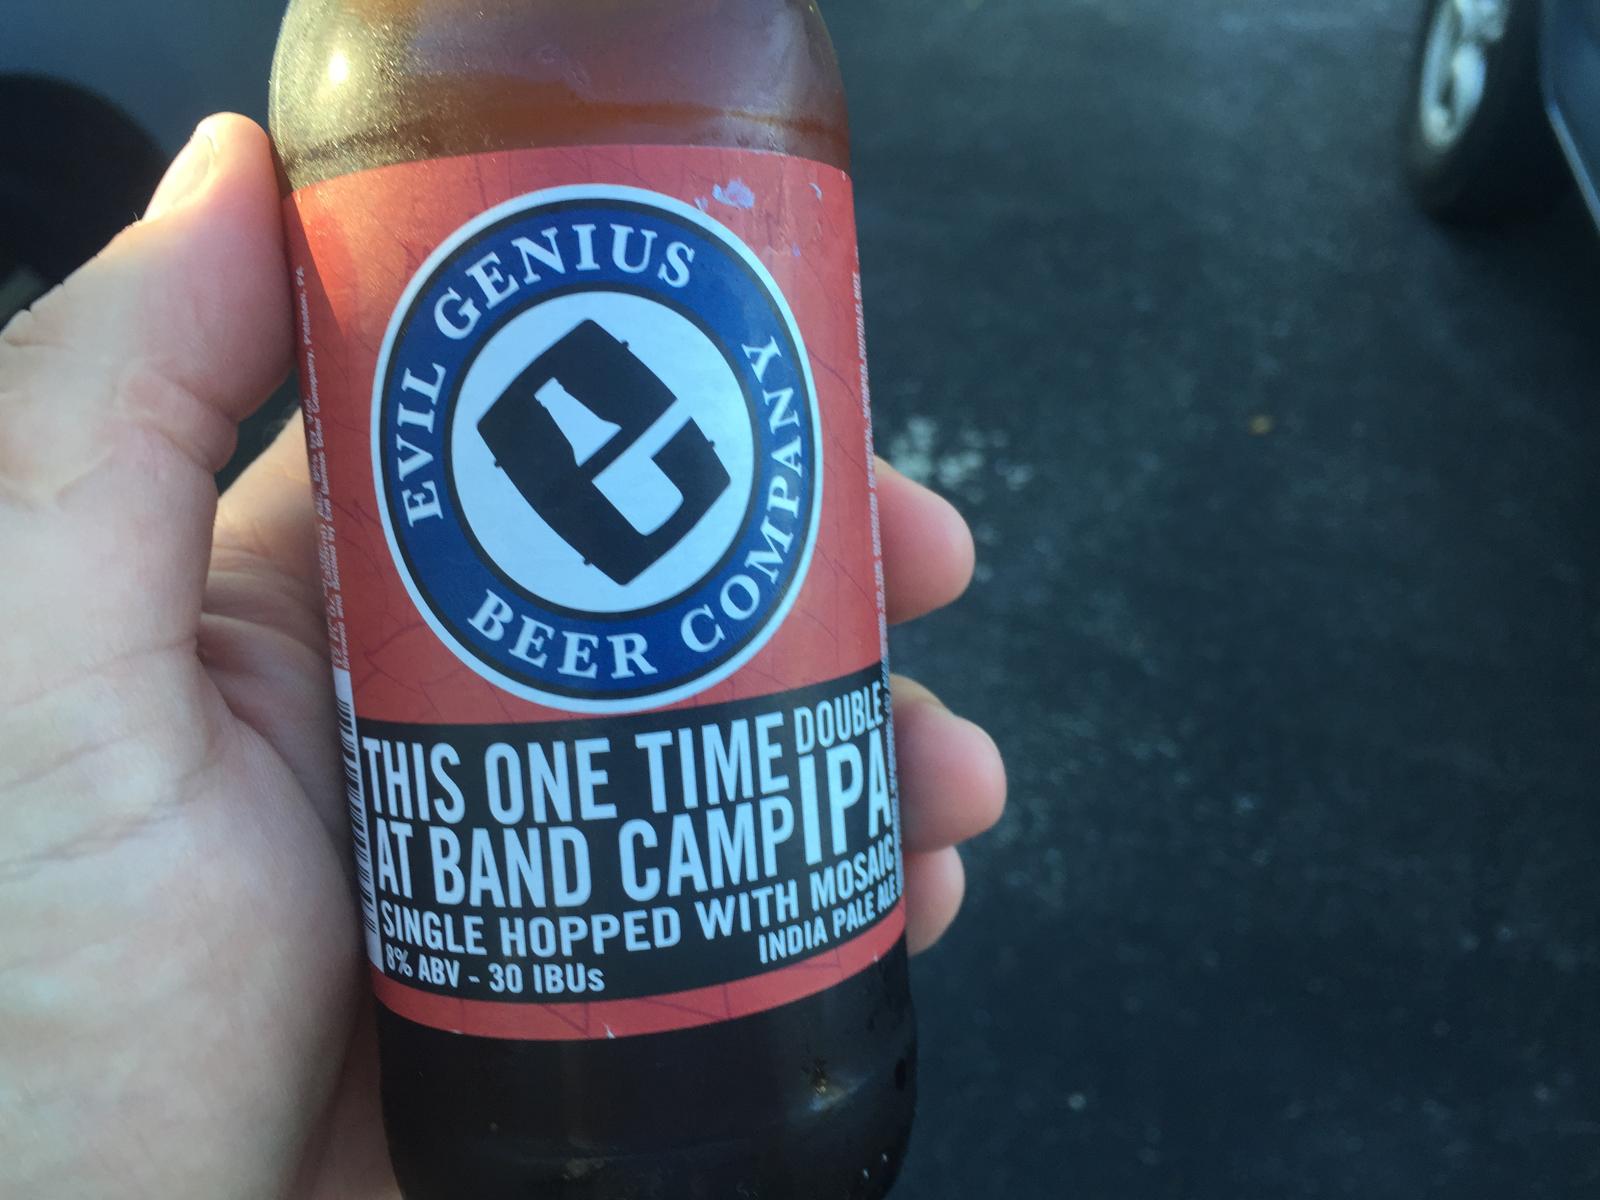 EVIL GENIUS
BEER COMPANY
THIS ONE TIME
AT BAND CAMP
DOUBLE
IPA
SINGLE HOPPED WITH MOSAIC
INDIA PALE ALE
8% ABV - 30 IBUs